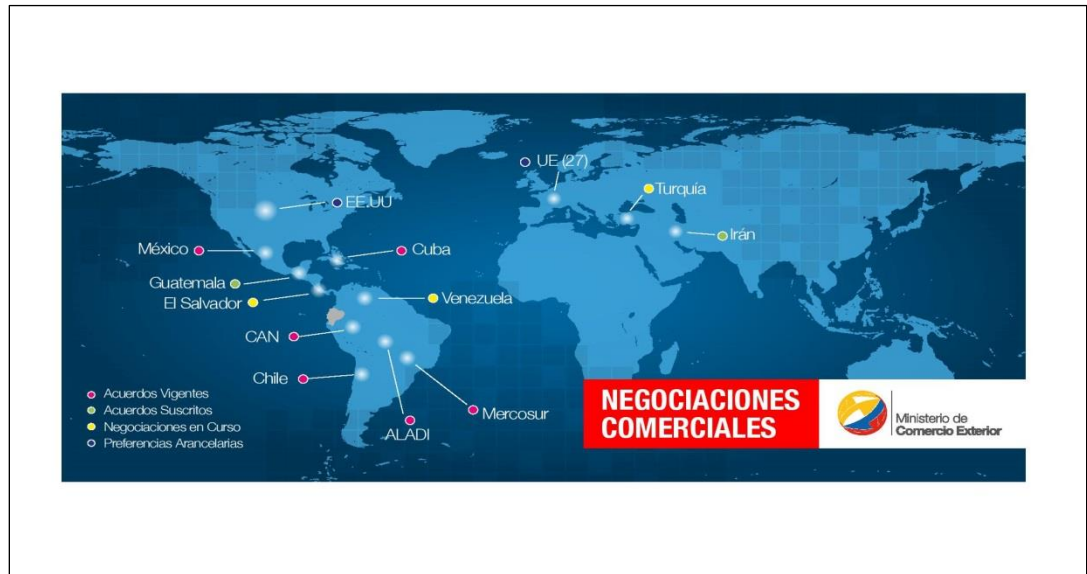 UE (27)
Turquía
EE.UU
Irán
México
Cuba
Guatemala
El Salvador
Venezuela
CAN
Chile
Mercosur
ALADI
Acuerdos Vigentes
Acuerdos Suscritos
Negociaciones en Curso
Preferencias Arancelarias
NEGOCIACIONES
COMERCIALES
Ministerio de
Comercio Exterior